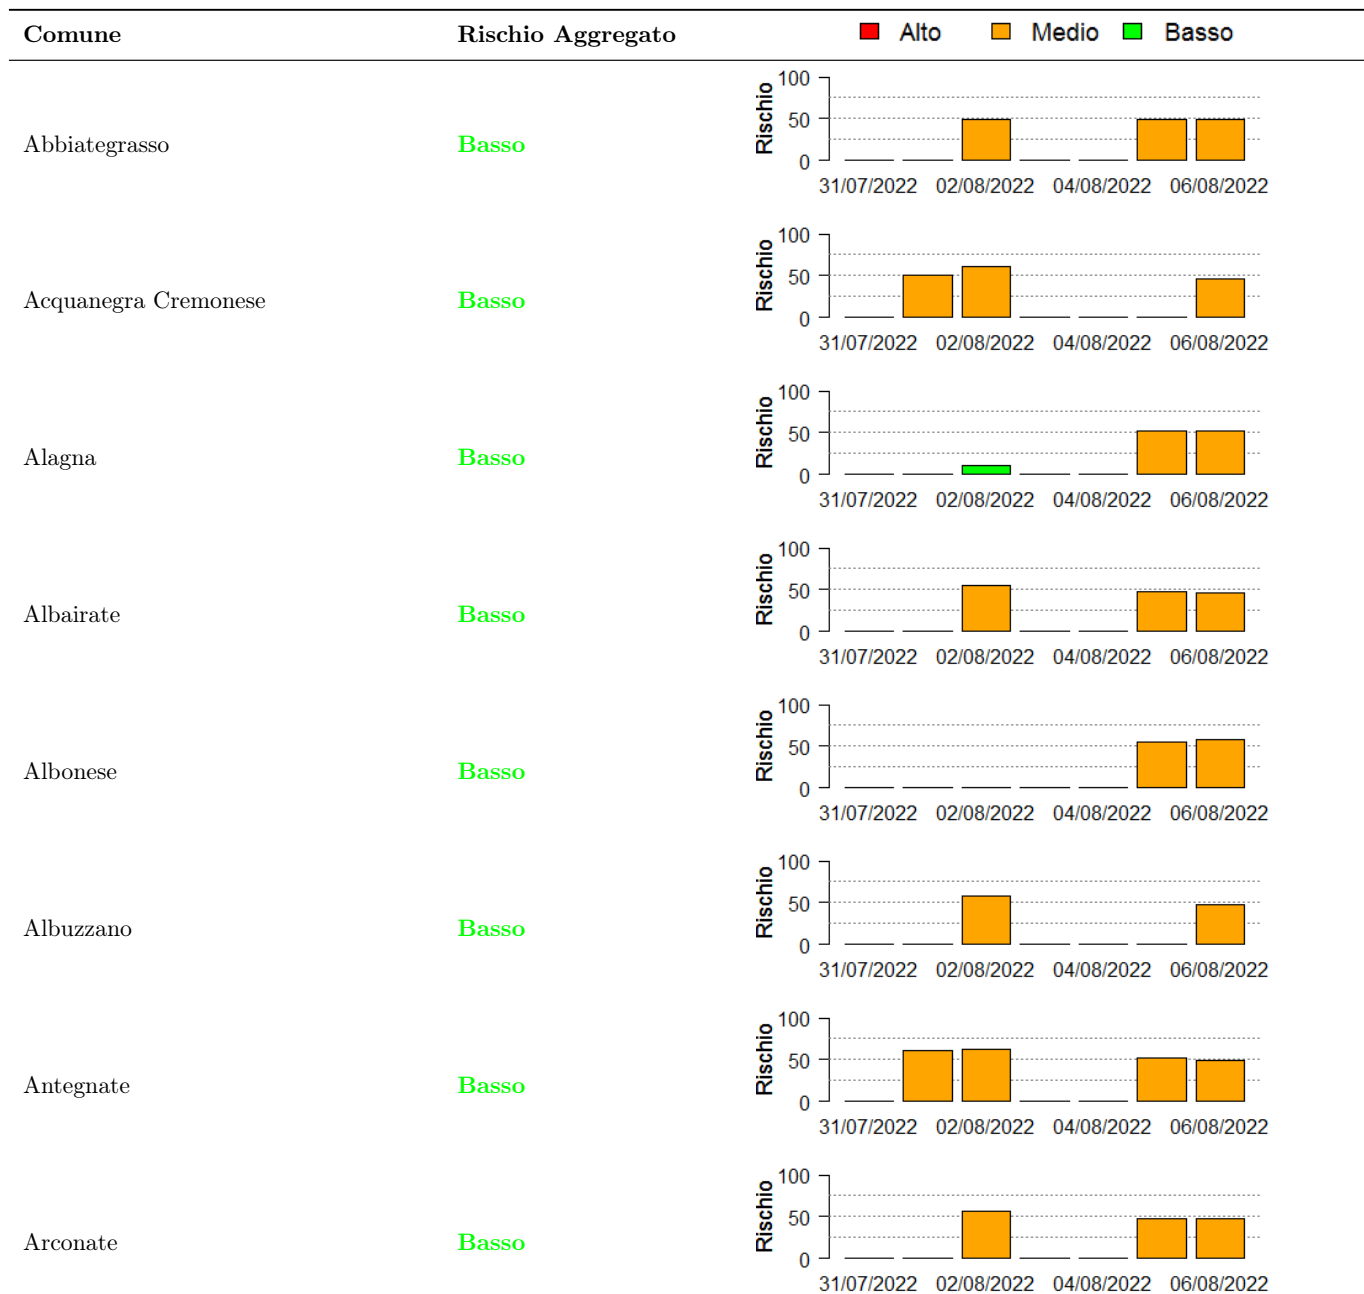 Comune Rischio Aggregato Alto Medio Basso
Abbiategrasso Basso
Rischio
100
50
0
31/07/2022 02/08/2022 04/08/2022 06/08/2022
Acquanegra Cremonese Basso
Rischio
100
50
0
31/07/2022 02/08/2022 04/08/2022 06/08/2022
Alagna Basso
Rischio
100
50
0
31/07/2022 02/08/2022 04/08/2022 06/08/2022
Albairate Basso
Rischio
100
50
0
31/07/2022 02/08/2022 04/08/2022 06/08/2022
Albonese Basso
Rischio
100
50
0
31/07/2022 02/08/2022 04/08/2022 06/08/2022
Albuzzano Basso
Rischio
100
50
0
31/07/2022 02/08/2022 04/08/2022 06/08/2022
Antegnate Basso
Rischio
100
50
0
31/07/2022 02/08/2022 04/08/2022 06/08/2022
Arconate Basso
Rischio
100
50
0
31/07/2022 02/08/2022 04/08/2022 06/08/2022